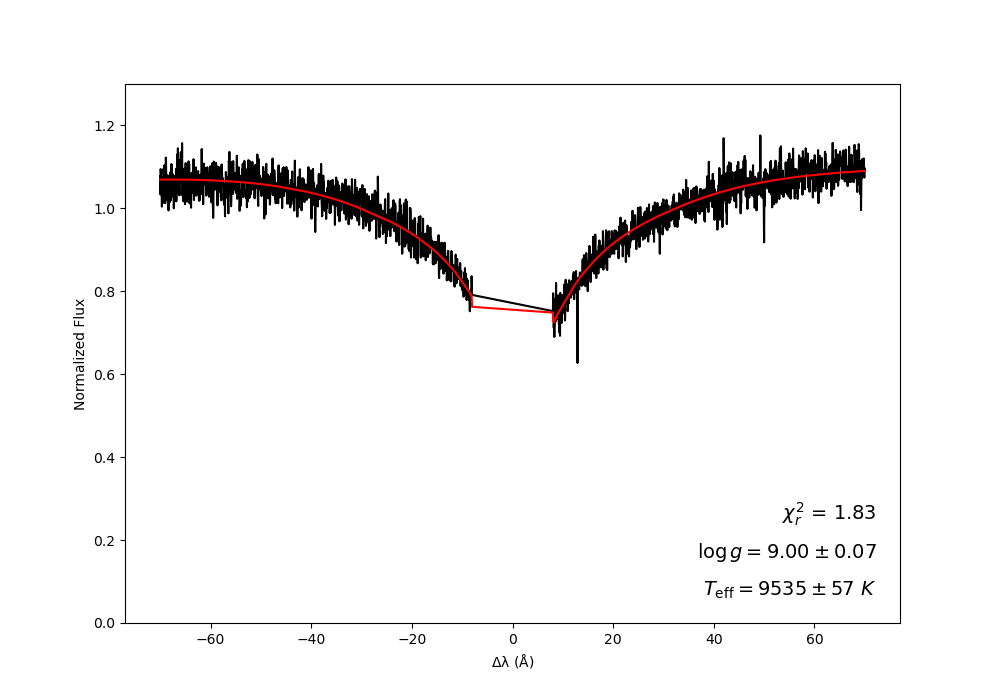 1.2
1.0
0.8
0.6
0.4
0.2
0.0
Normalized Flux
χ²ᵣ = 1.83
log g = 9.00 ± 0.07
T_eff = 9535 ± 57 K
−60 −40 −20 0 20 40 60
Δλ (Å)